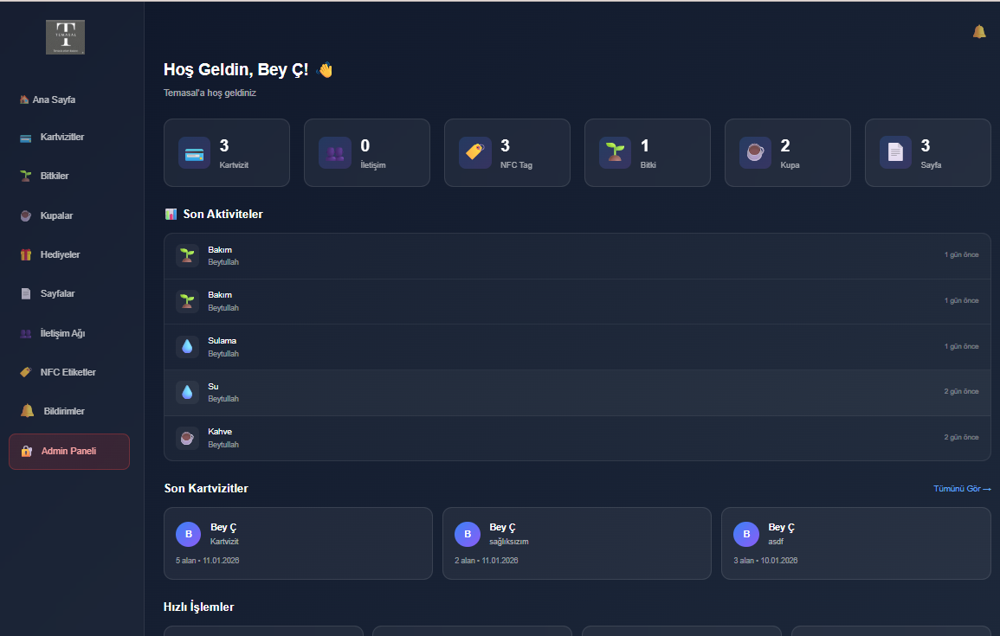 T
TEMASAL
Ana Sayfa
Kartvizitler
Bitkiler
Kupalar
Hediyeler
Sayfalar
İletişim Ağı
NFC Etiketler
Bildirimler
Admin Paneli
Hoş Geldin, Bey Ç! 👋
Temasal'a hoş geldiniz
3
Kartvizit
0
İletişim
3
NFC Tag
1
Bitki
2
Kupa
3
Sayfa
Son Aktiviteler
Bakım
Beytullah
1 gün önce
Bakım
Beytullah
1 gün önce
Sulama
Beytullah
1 gün önce
Su
Beytullah
2 gün önce
Kahve
Beytullah
2 gün önce
Son Kartvizitler
Tümünü Gör →
B
Bey Ç
Kartvizit
5 alan • 11.01.2026
B
Bey Ç
sağlıksızım
2 alan • 11.01.2026
B
Bey Ç
asdf
3 alan • 10.01.2026
Hızlı İşlemler